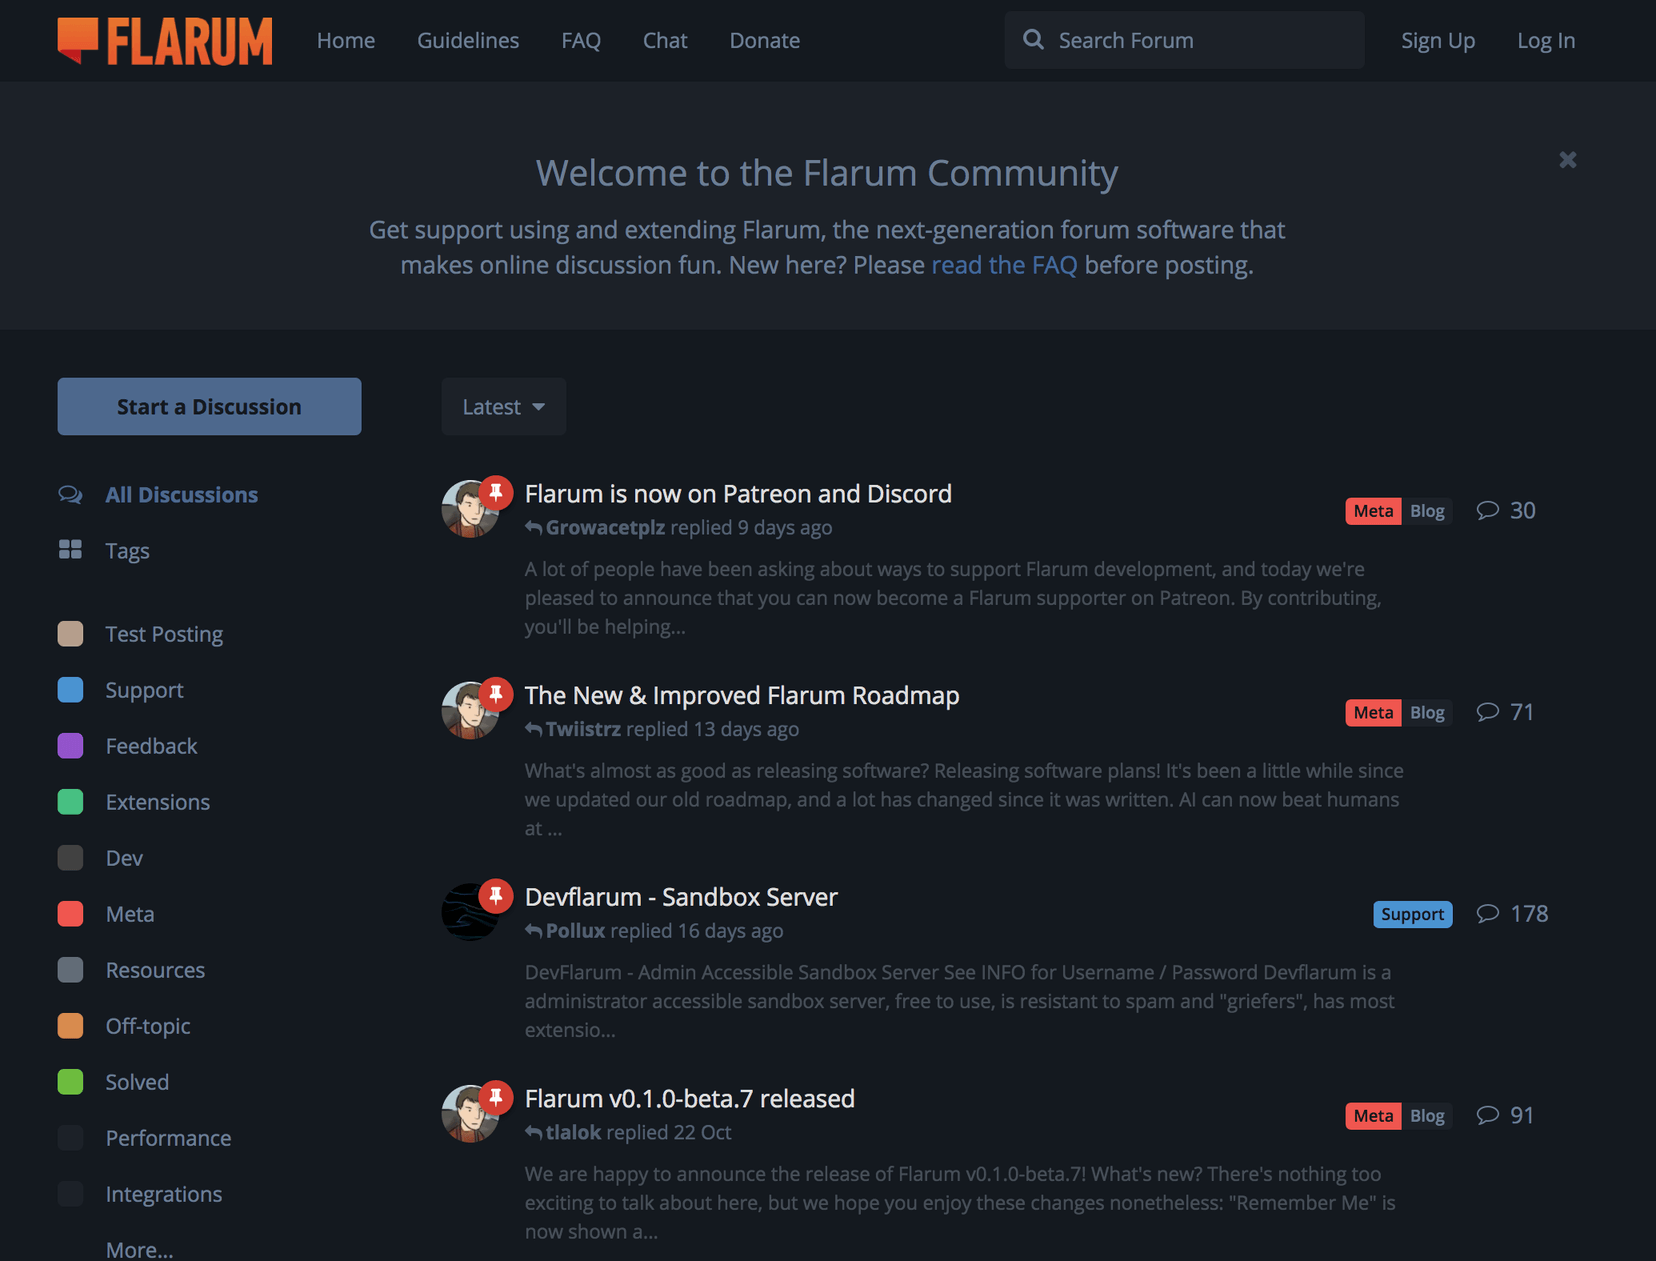 FLARUM
Home
Guidelines
FAQ
Chat
Donate
Search Forum
Sign Up
Log In
Welcome to the Flarum Community
Get support using and extending Flarum, the next-generation forum software that
makes online discussion fun. New here? Please read the FAQ before posting.
Start a Discussion
Latest
All Discussions
Tags
Test Posting
Support
Feedback
Extensions
Dev
Meta
Resources
Off-topic
Solved
Performance
Integrations
More...
Flarum is now on Patreon and Discord
Growacetplz replied 9 days ago
A lot of people have been asking about ways to support Flarum development, and today we're
pleased to announce that you can now become a Flarum supporter on Patreon. By contributing,
you'll be helping...
Meta Blog
30
The New & Improved Flarum Roadmap
Twiistrz replied 13 days ago
What's almost as good as releasing software? Releasing software plans! It's been a little while since
we updated our old roadmap, and a lot has changed since it was written. AI can now beat humans
at ...
Meta Blog
71
Devflarum - Sandbox Server
Pollux replied 16 days ago
DevFlarum - Admin Accessible Sandbox Server See INFO for Username / Password Devflarum is a
administrator accessible sandbox server, free to use, is resistant to spam and "griefers", has most
extensio...
Support
178
Flarum v0.1.0-beta.7 released
tlalok replied 22 Oct
We are happy to announce the release of Flarum v0.1.0-beta.7! What's new? There's nothing too
exciting to talk about here, but we hope you enjoy these changes nonetheless: "Remember Me" is
now shown a...
Meta Blog
91